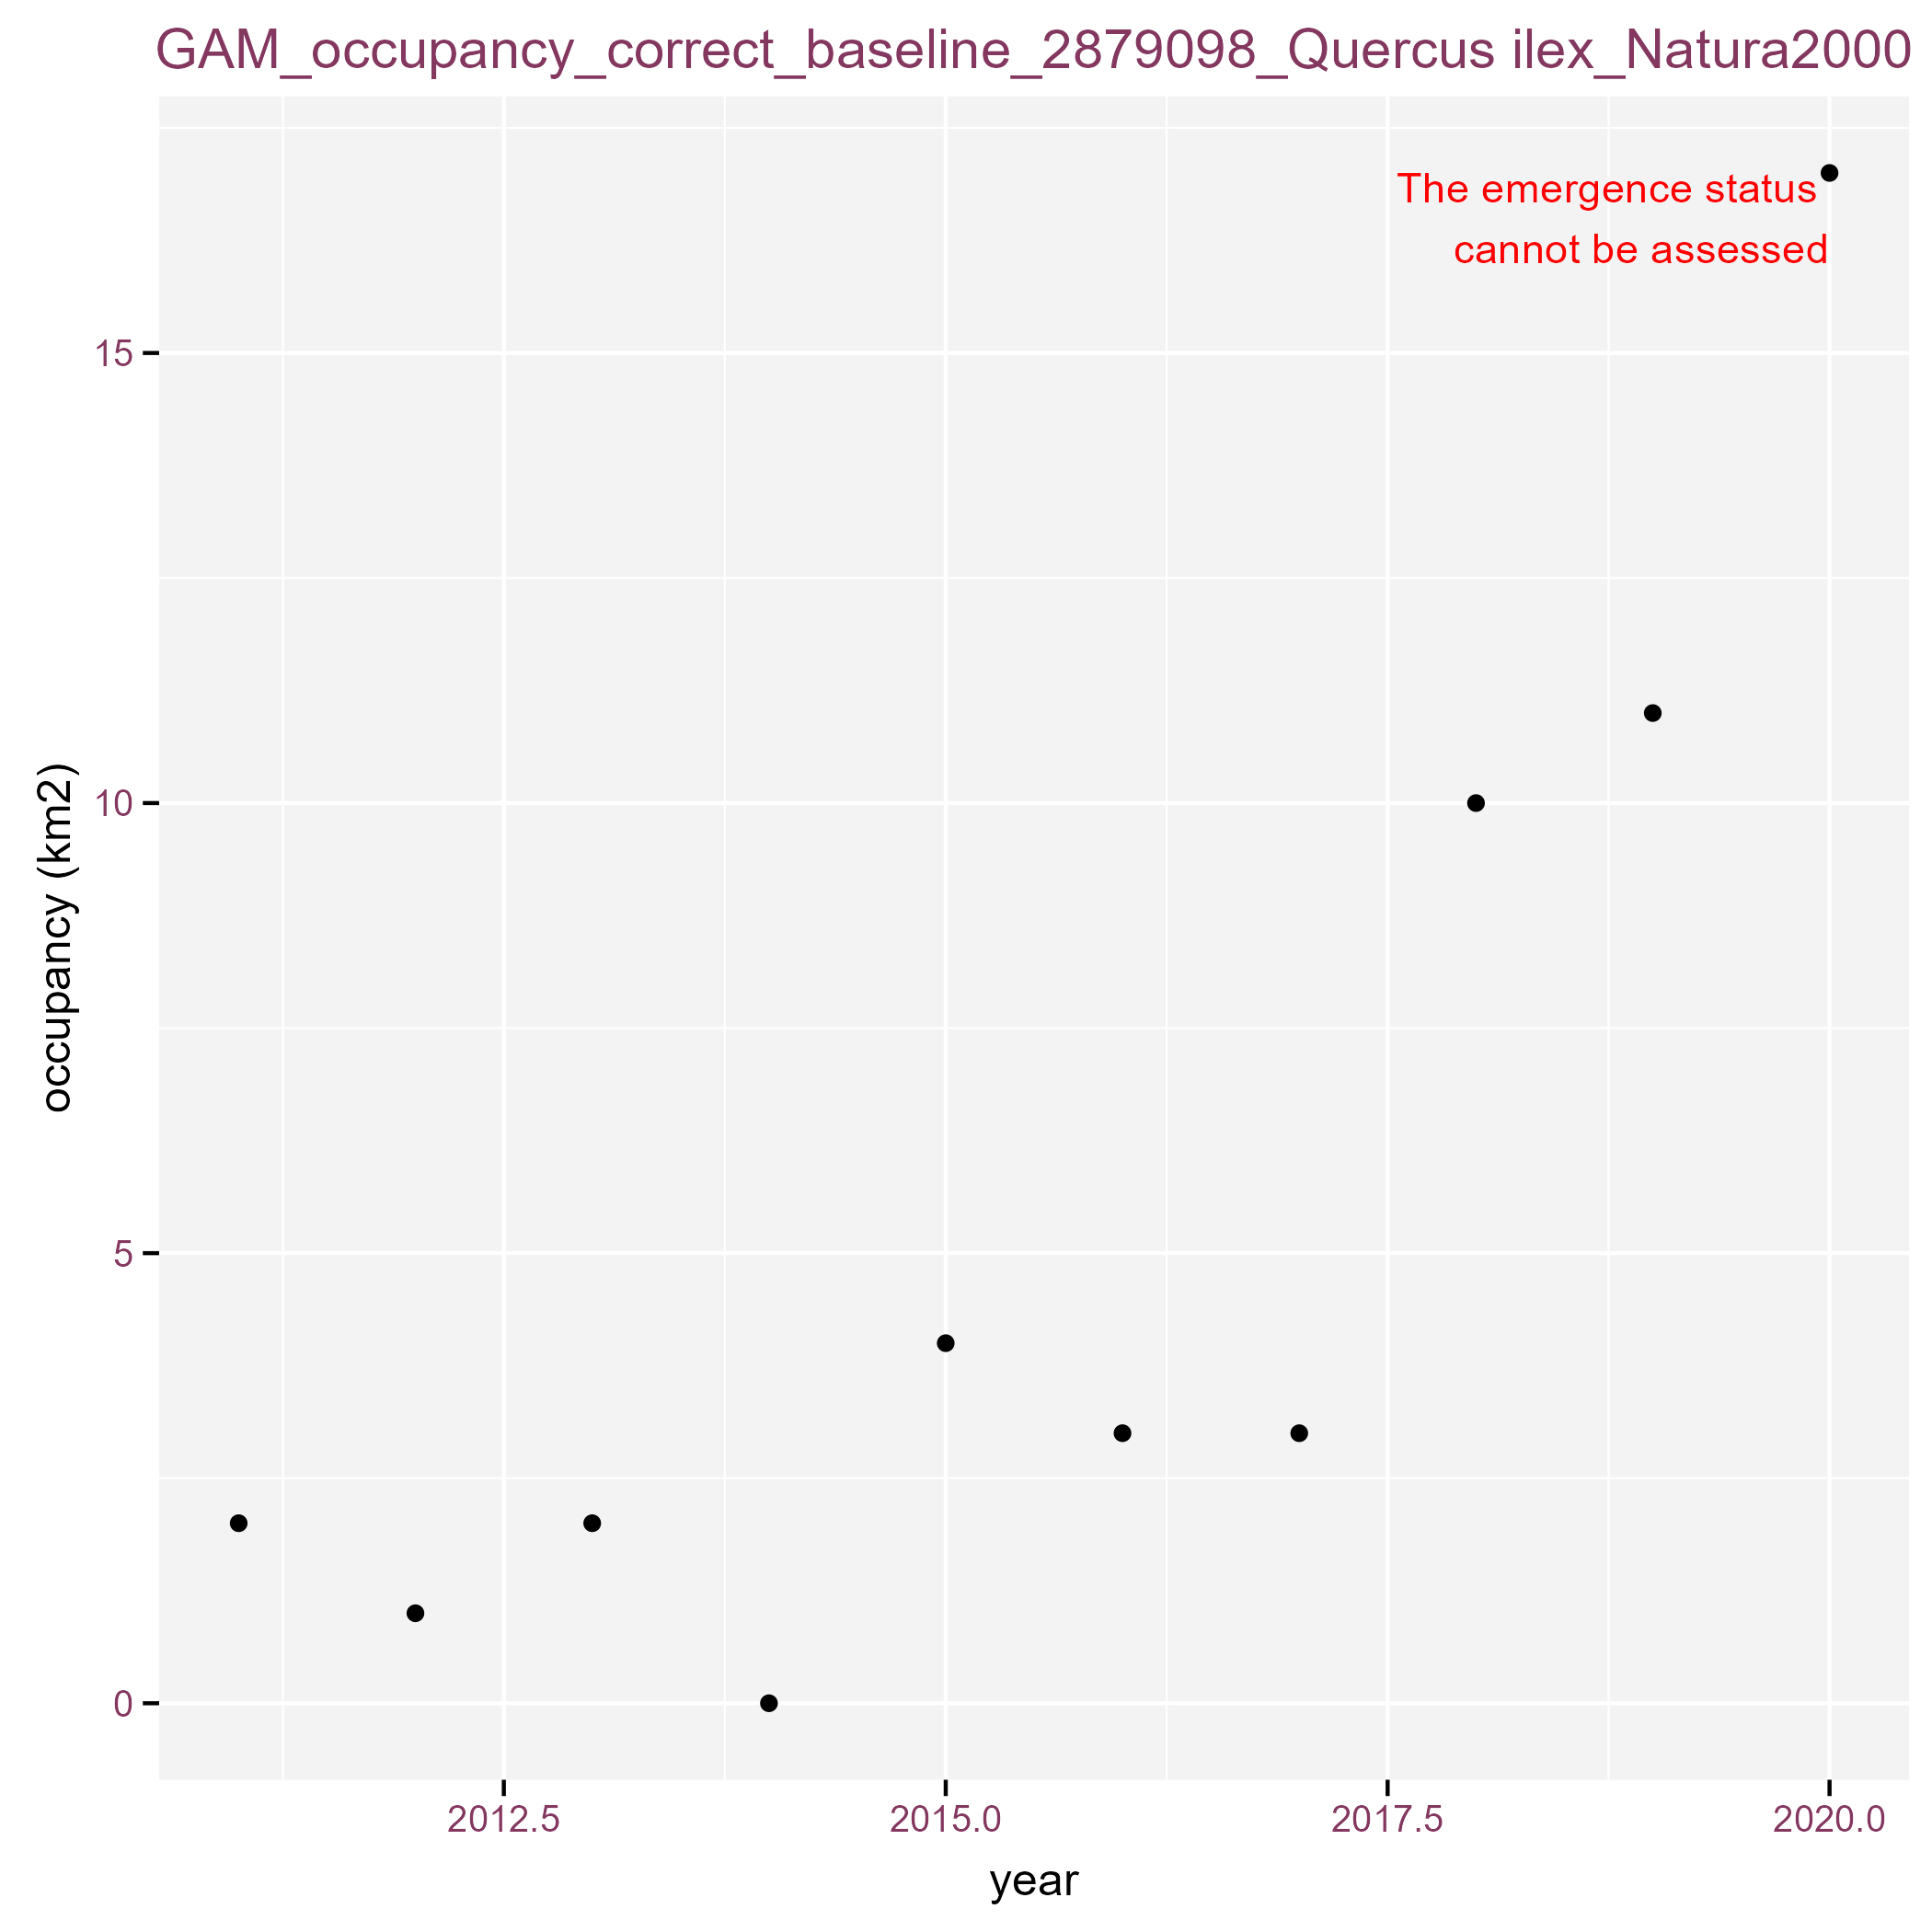 GAM_occupancy_correct_baseline_2879098_Quercus ilex_Natura2000
The emergence status
cannot be assessed
15
10
5
0
occupancy (km2)
2012.5
2015.0
2017.5
2020.0
year